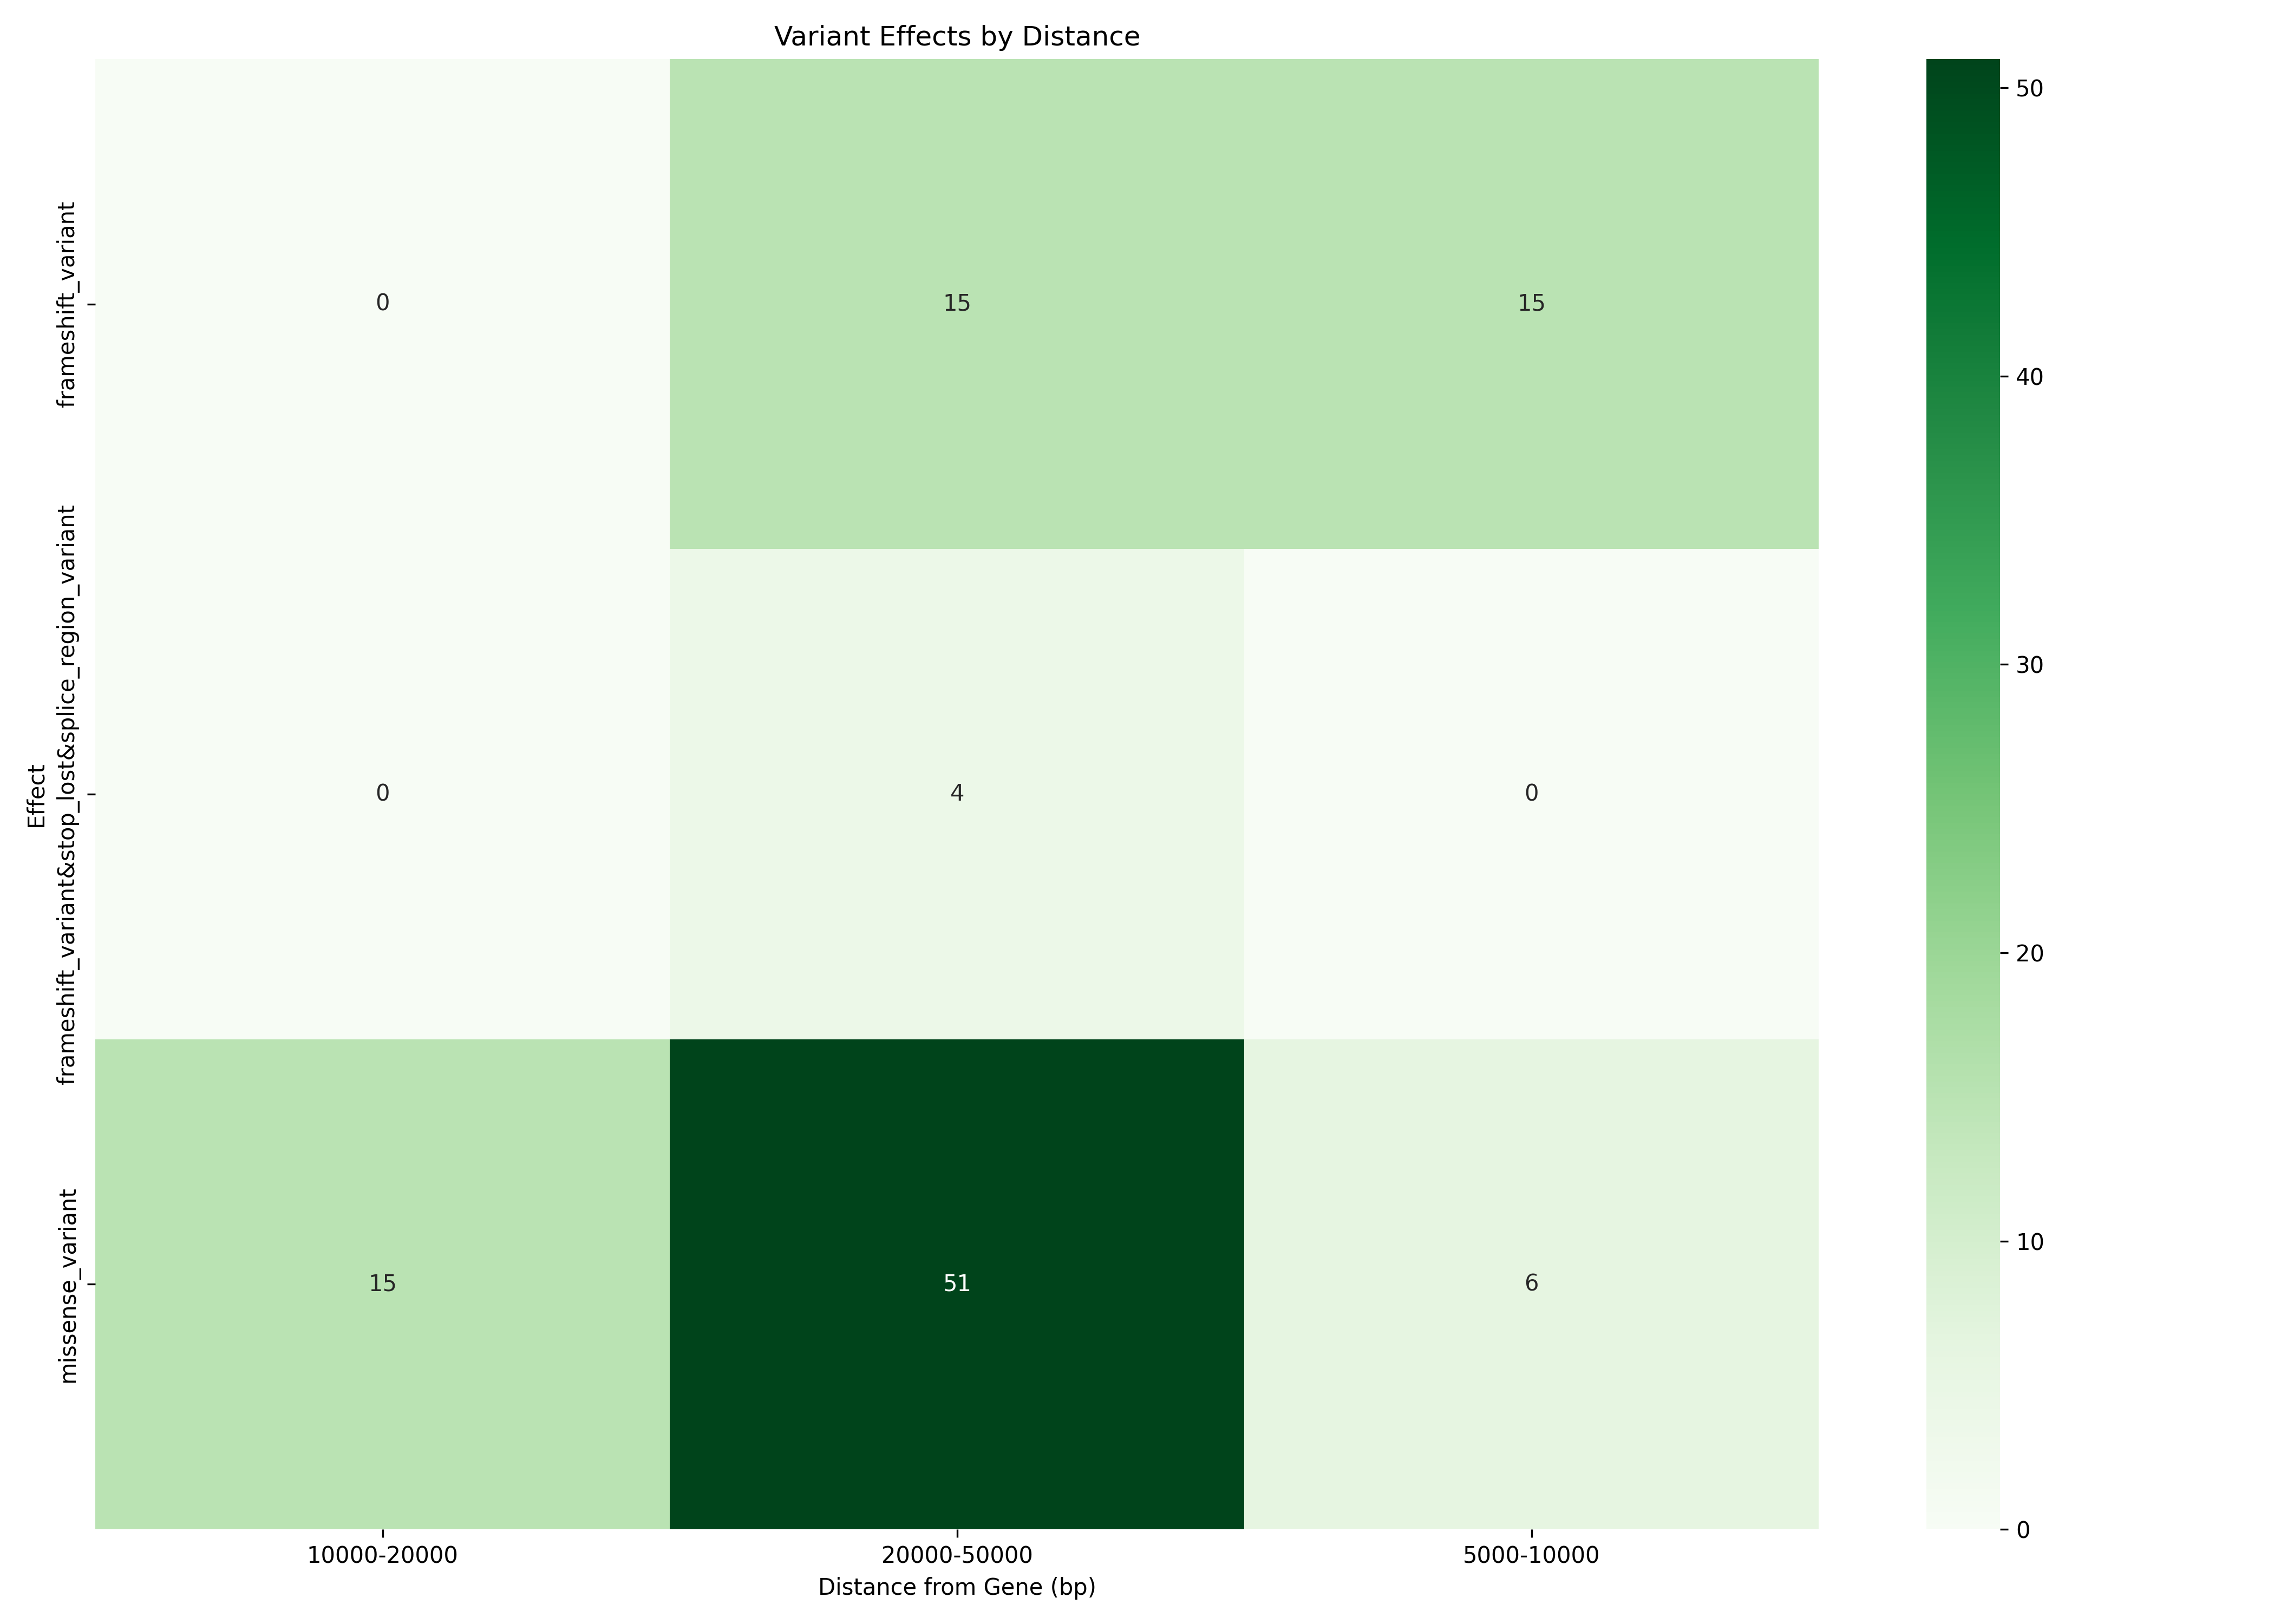 Variant Effects by Distance
Effect
frameshift_variant
frameshift_variant&stop_lost&splice_region_variant
missense_variant
0 15 15
0 4 0
15 51 6
10000-20000 20000-50000 5000-10000
Distance from Gene (bp)
50
40
30
20
10
0